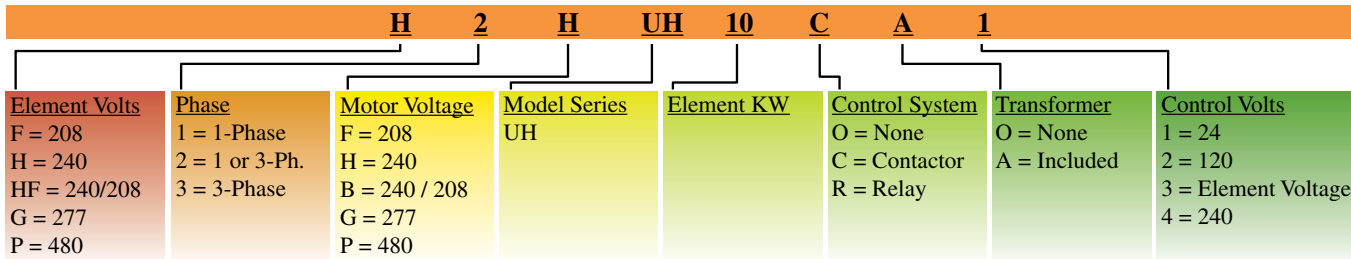 H 2 H UH 10 C A 1
Element Volts
F = 208
H = 240
HF = 240/208
G = 277
P = 480
Phase
1 = 1-Phase
2 = 1 or 3-Ph.
3 = 3-Phase
Motor Voltage
F = 208
H = 240
B = 240 / 208
G = 277
P = 480
Model Series
UH
Element KW
Control System
O = None
C = Contactor
R = Relay
Transformer
O = None
A = Included
Control Volts
1 = 24
2 = 120
3 = Element Voltage
4 = 240